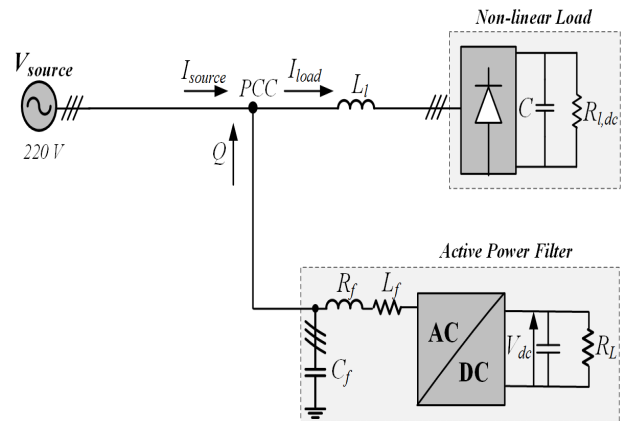 Non-linear Load
V_source
I_source
PCC
I_load
L_l
C
R_l,dc
220 V
Q
Active Power Filter
R_f
L_f
AC
DC
V_dc
R_L
C_f